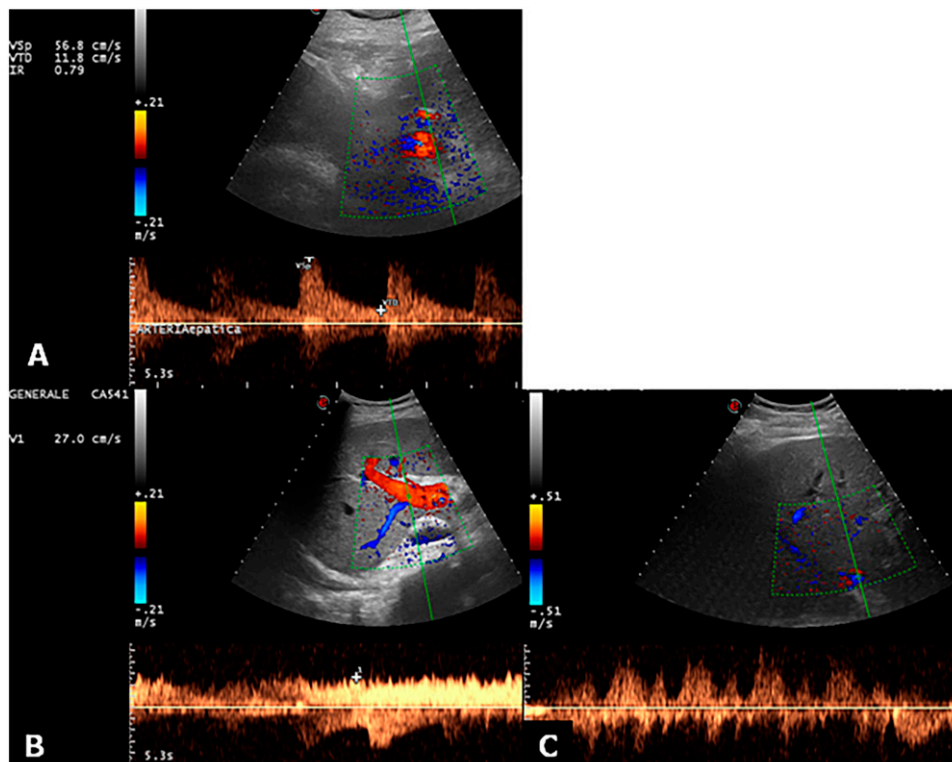 VSp 56.8 cm/s
VTD 11.8 cm/s
IR 0.79
+.21
-.21
m/s
VSp
VTD
ARTERIAepatica
5.3s
A
GENERALE CA541
V1 27.0 cm/s
+.21
-.21
m/s
1
5.3s
B
+.51
-.51
m/s
C